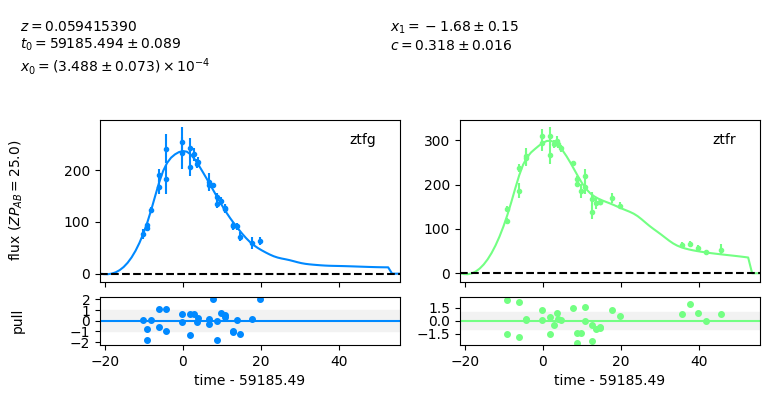 z = 0.059415390
t₀ = 59185.494 ± 0.089
x₀ = (3.488 ± 0.073) × 10⁻⁴
x₁ = −1.68 ± 0.15
c = 0.318 ± 0.016
flux (ZP_AB = 25.0)
ztfg
200
100
0
ztfr
300
200
100
0
pull
2
1
0
−1
−2
−20 0 20 40
time - 59185.49
1.5
0.0
−1.5
−20 0 20 40
time - 59185.49